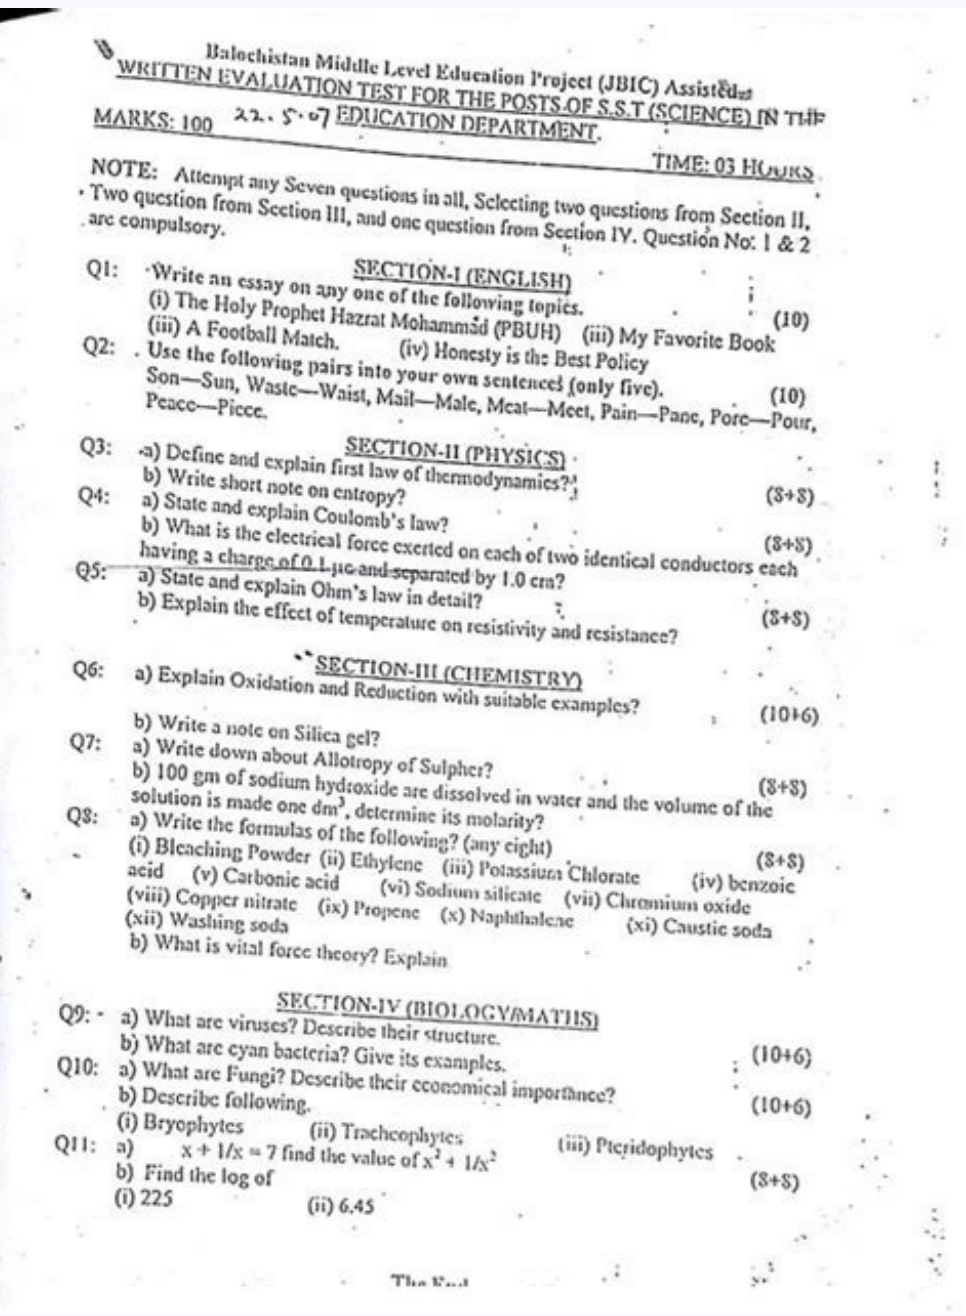 Balochistan Middle Level Education Project (JBIC) Assisted
WRITTEN EVALUATION TEST FOR THE POSTS OF S.S.T (SCIENCE) IN THE
MARKS: 100 22.5.07 EDUCATION DEPARTMENT.
TIME: 03 HOURS
NOTE: Attempt any Seven questions in all, Selecting two questions from Section II,
Two question from Section III, and one question from Section IV. Question No: 1 & 2
are compulsory.
SECTION-I (ENGLISH)
Q1: Write an essay on any one of the following topics. (10)
(i) The Holy Prophet Hazrat Mohammad (PBUH) (iii) My Favorite Book
(iii) A Football Match. (iv) Honesty is the Best Policy
Q2: Use the following pairs into your own sentences (only five). (10)
Son—Sun, Waste—Waist, Mail—Male, Meat—Meet, Pain—Pane, Pore—Pour,
Peace—Piece.
SECTION-II (PHYSICS)
Q3: a) Define and explain first law of thermodynamics? (8+8)
b) Write short note on entropy?
Q4: a) State and explain Coulomb's law? (8+8)
b) What is the electrical force exerted on each of two identical conductors each
having a charge of 0.1 µc and separated by 1.0 cm?
Q5: a) State and explain Ohm's law in detail? (8+8)
b) Explain the effect of temperature on resistivity and resistance?
SECTION-III (CHEMISTRY)
Q6: a) Explain Oxidation and Reduction with suitable examples? (10+6)
b) Write a note on Silica gel?
Q7: a) Write down about Allotropy of Sulpher? (8+8)
b) 100 gm of sodium hydroxide are dissolved in water and the volume of the
solution is made one dm³, determine its molarity?
Q8: a) Write the formulas of the following? (any eight) (8+8)
(i) Bleaching Powder (ii) Ethylene (iii) Potassium Chlorate (iv) benzoic
acid (v) Carbonic acid (vi) Sodium silicate (vii) Chromium oxide
(viii) Copper nitrate (ix) Propene (x) Naphthalene (xi) Caustic soda
(xii) Washing soda
b) What is vital force theory? Explain
SECTION-IV (BIOLOGY/MATHS)
Q9: a) What are viruses? Describe their structure. (10+6)
b) What are cyan bacteria? Give its examples.
Q10: a) What are Fungi? Describe their economical importance? (10+6)
b) Describe following.
(i) Bryophytes (ii) Tracheophytes (iii) Pteridophytes
Q11: a) x + 1/x = 7 find the value of x² + 1/x² (8+8)
b) Find the log of
(i) 225 (ii) 6.45
The End